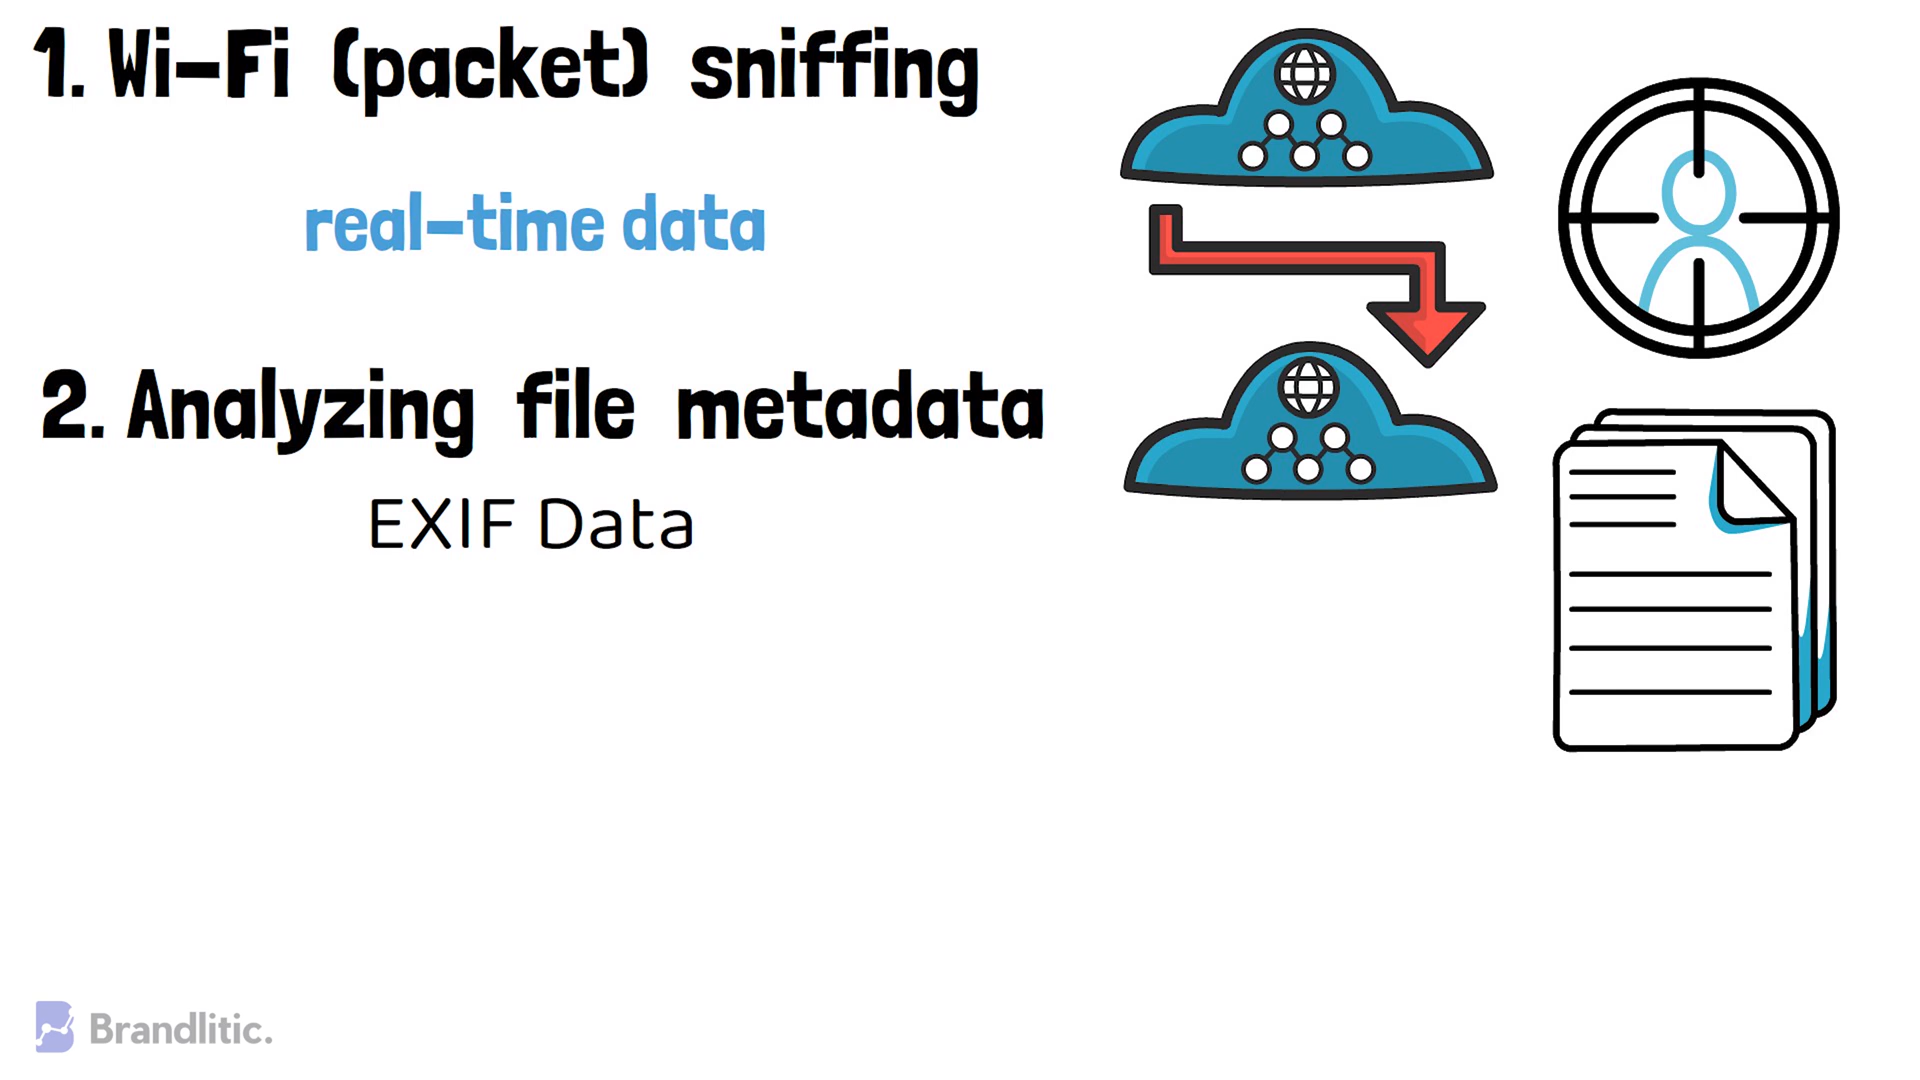 1. Wi-Fi (packet) sniffing
real-time data
2. Analyzing file metadata
EXIF Data
Brandlitic.